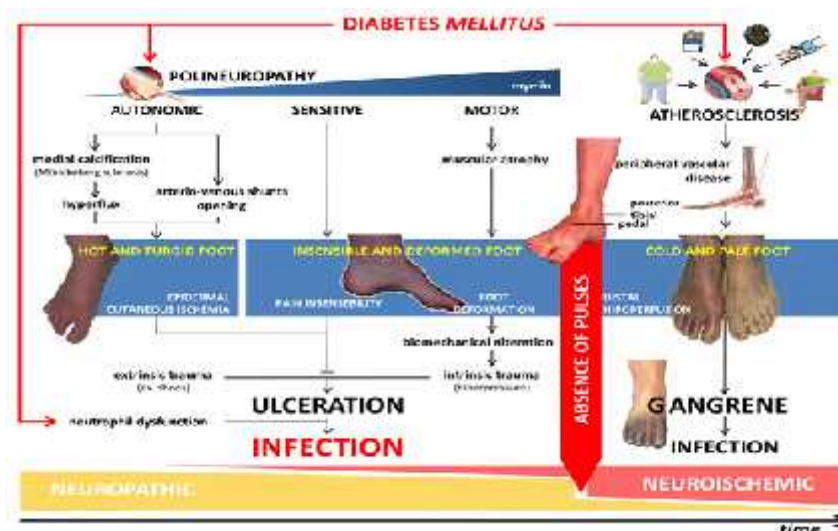 DIABETES MELLITUS
POLINEUROPATHY
myelin
AUTONOMIC
SENSITIVE
MOTOR
ATHEROSCLEROSIS
medial calcification
hyperflux
arterio-venous shunts
opening
muscular atrophy
peripheral vascular
disease
posterior
tibial
pedal
HOT AND TURGID FOOT
INSENSIBLE AND DEFORMED FOOT
COLD AND PALE FOOT
EPIDERMAL
CUTANEOUS ISCHEMIA
PAIN INSENSIBILITY
FOOT
DEFORMATION
DISTAL
HIPOPERFUSION
ABSENCE OF PULSES
biomechanical alteration
extrinsis trauma
intrinsis trauma
ULCERATION
GANGRENE
neutrophil dysfunction
INFECTION
INFECTION
NEUROPATHIC
NEUROISCHEMIC
time